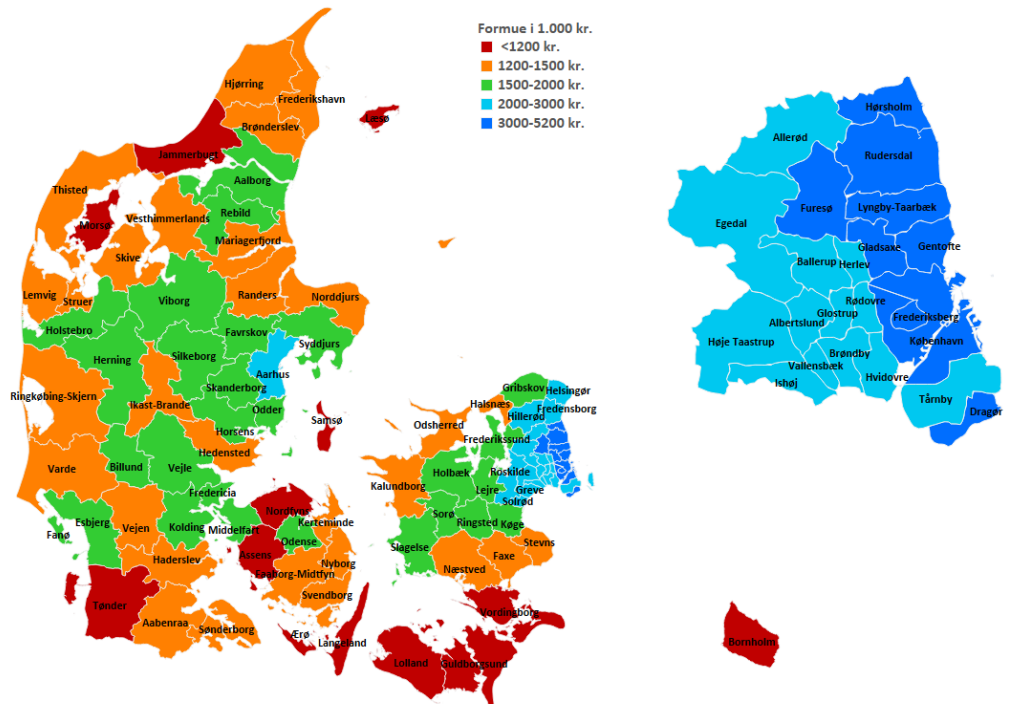 Formue i 1.000 kr.
<1200 kr.
1200-1500 kr.
1500-2000 kr.
2000-3000 kr.
3000-5200 kr.
Hjørring
Frederikshavn
Læsø
Brønderslev
Jammerbugt
Aalborg
Thisted
Rebild
Morsø
Vesthimmerlands
Mariagerfjord
Skive
Lemvig
Struer
Viborg
Randers
Norddjurs
Holstebro
Favrskov
Syddjurs
Herning
Silkeborg
Aarhus
Skanderborg
Ringkøbing-Skjern
Ikast-Brande
Odder
Samsø
Horsens
Hedensted
Varde
Billund
Vejle
Fredericia
Esbjerg
Fanø
Vejen
Kolding
Middelfart
Nordfyns
Kerteminde
Odense
Assens
Haderslev
Nyborg
Faaborg-Midtfyn
Svendborg
Tønder
Aabenraa
Sønderborg
Ærø
Langeland
Gribskov
Helsingør
Halsnæs
Fredensborg
Hillerød
Odsherred
Frederikssund
Holbæk
Roskilde
Kalundborg
Lejre
Greve
Solrød
Sorø
Ringsted
Køge
Slagelse
Stevns
Faxe
Næstved
Vordingborg
Lolland
Guldborgsund
Hørsholm
Allerød
Rudersdal
Furesø
Lyngby-Taarbæk
Egedal
Gladsaxe
Gentofte
Ballerup
Herlev
Rødovre
Glostrup
Frederiksberg
Albertslund
Høje Taastrup
København
Brøndby
Vallensbæk
Hvidovre
Ishøj
Tårnby
Dragør
Bornholm